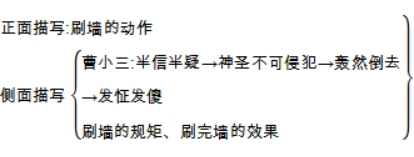 正面描写:刷墙的动作
曹小三:半信半疑→神圣不可侵犯→轰然倒去
侧面描写
→发怔发傻
刷墙的规矩、刷完墙的效果